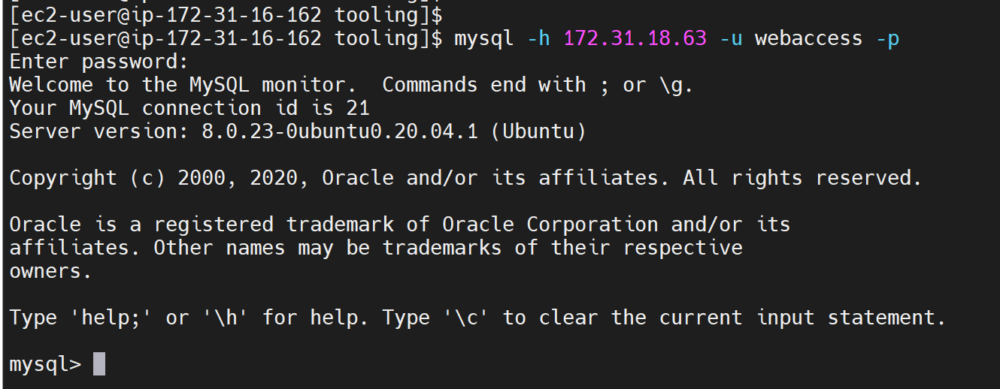 [ec2-user@ip-172-31-16-162 tooling]$
[ec2-user@ip-172-31-16-162 tooling]$ mysql -h 172.31.18.63 -u webaccess -p
Enter password:
Welcome to the MySQL monitor.  Commands end with ; or \g.
Your MySQL connection id is 21
Server version: 8.0.23-0ubuntu0.20.04.1 (Ubuntu)
Copyright (c) 2000, 2020, Oracle and/or its affiliates. All rights reserved.
Oracle is a registered trademark of Oracle Corporation and/or its
affiliates. Other names may be trademarks of their respective
owners.
Type 'help;' or '\h' for help. Type '\c' to clear the current input statement.
mysql>